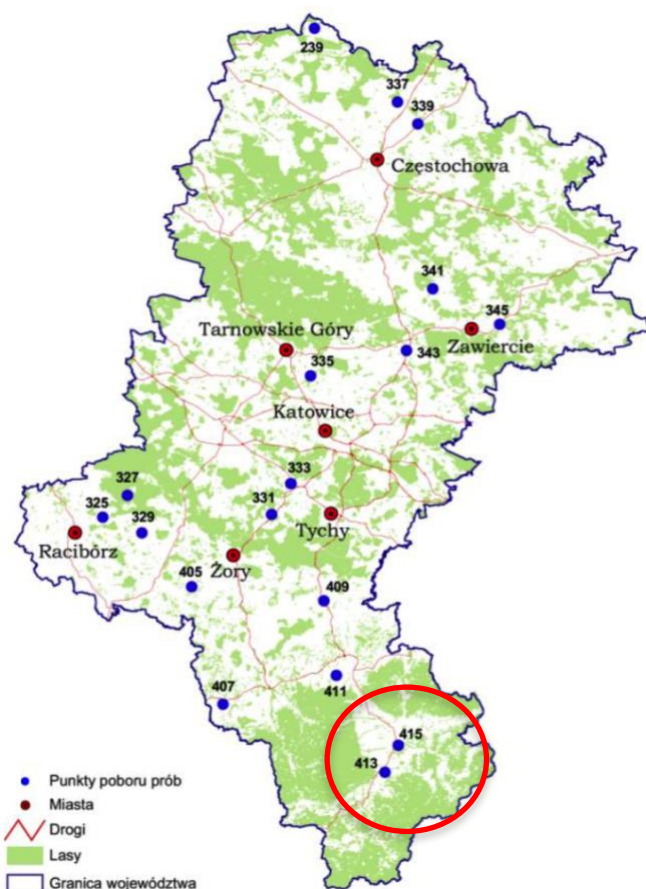 239
337
339
Częstochowa
341
345
Tarnowskie Góry
Zawiercie
343
335
Katowice
333
327
331
325
Tychy
329
Racibórz
Żory
405
409
411
407
415
413
Punkty poboru prób
Miasta
Drogi
Lasy
Granica województwa